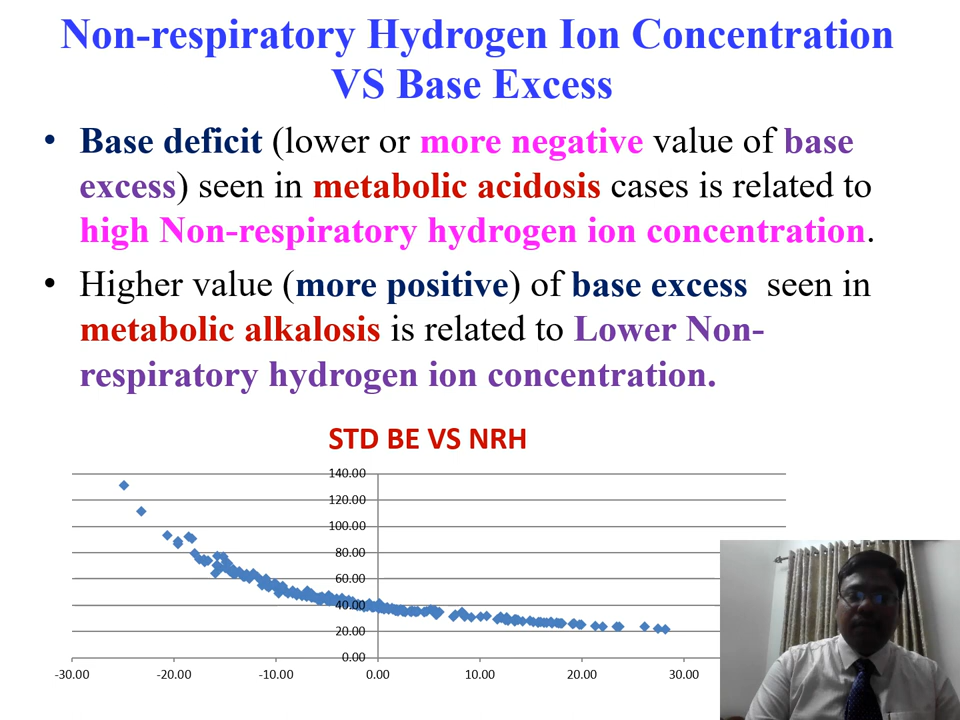 Non-respiratory Hydrogen Ion Concentration
VS Base Excess
• Base deficit (lower or more negative value of base
excess) seen in metabolic acidosis cases is related to
high Non-respiratory hydrogen ion concentration.
• Higher value (more positive) of base excess seen in
metabolic alkalosis is related to Lower Non-
respiratory hydrogen ion concentration.
STD BE VS NRH
140.00
120.00
100.00
80.00
60.00
40.00
20.00
0.00
-30.00 -20.00 -10.00 0.00 10.00 20.00 30.00